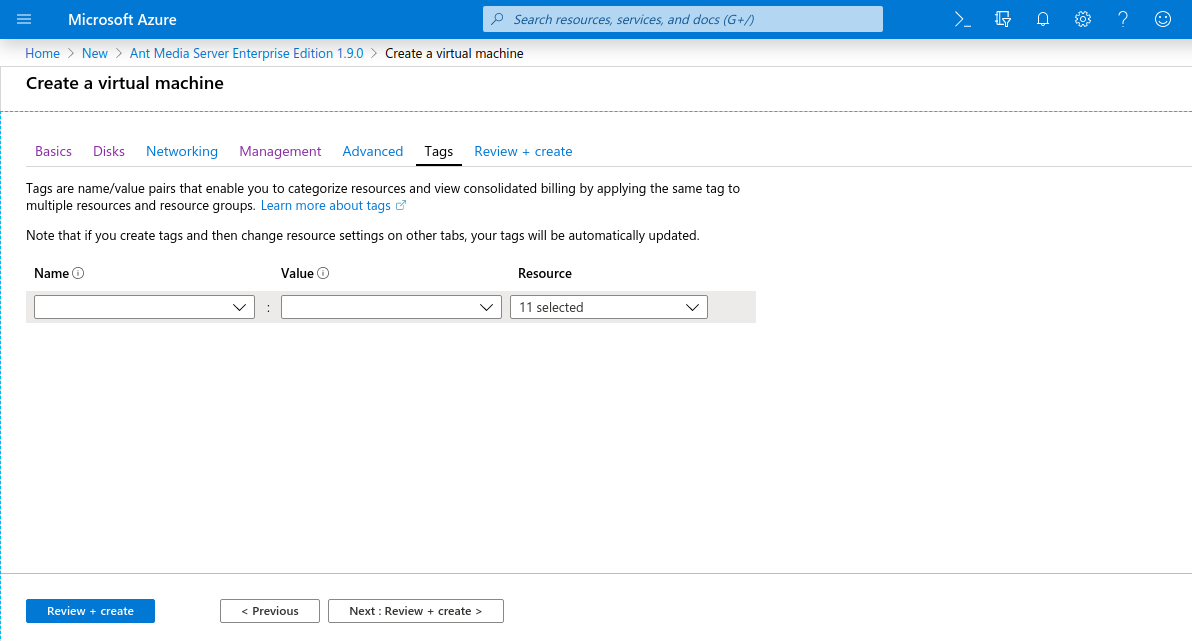 Microsoft Azure
Search resources, services, and docs (G+/)
Home > New > Ant Media Server Enterprise Edition 1.9.0 > Create a virtual machine
Create a virtual machine
Basics Disks Networking Management Advanced Tags Review + create
Tags are name/value pairs that enable you to categorize resources and view consolidated billing by applying the same tag to
multiple resources and resource groups. Learn more about tags
Note that if you create tags and then change resource settings on other tabs, your tags will be automatically updated.
Name Value Resource
: 11 selected
Review + create < Previous Next : Review + create >